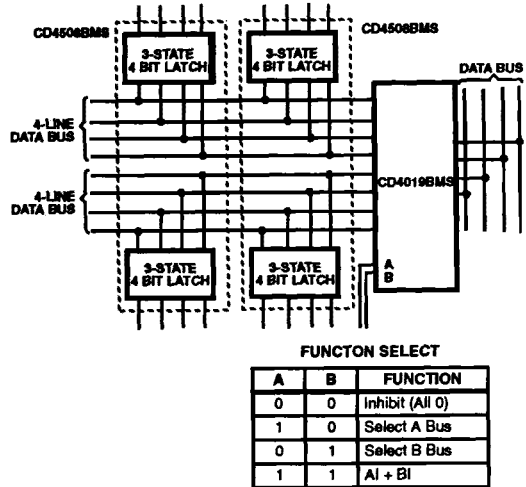 CD4508BMS
CD4508BMS
3-STATE
4 BIT LATCH
3-STATE
4 BIT LATCH
DATA BUS
4-LINE
DATA BUS
4-LINE
DATA BUS
CD4019BMS
3-STATE
4 BIT LATCH
3-STATE
4 BIT LATCH
A
B
FUNCTON SELECT
A B FUNCTION
0 0 Inhibit (All 0)
1 0 Select A Bus
0 1 Select B Bus
1 1 AI + BI